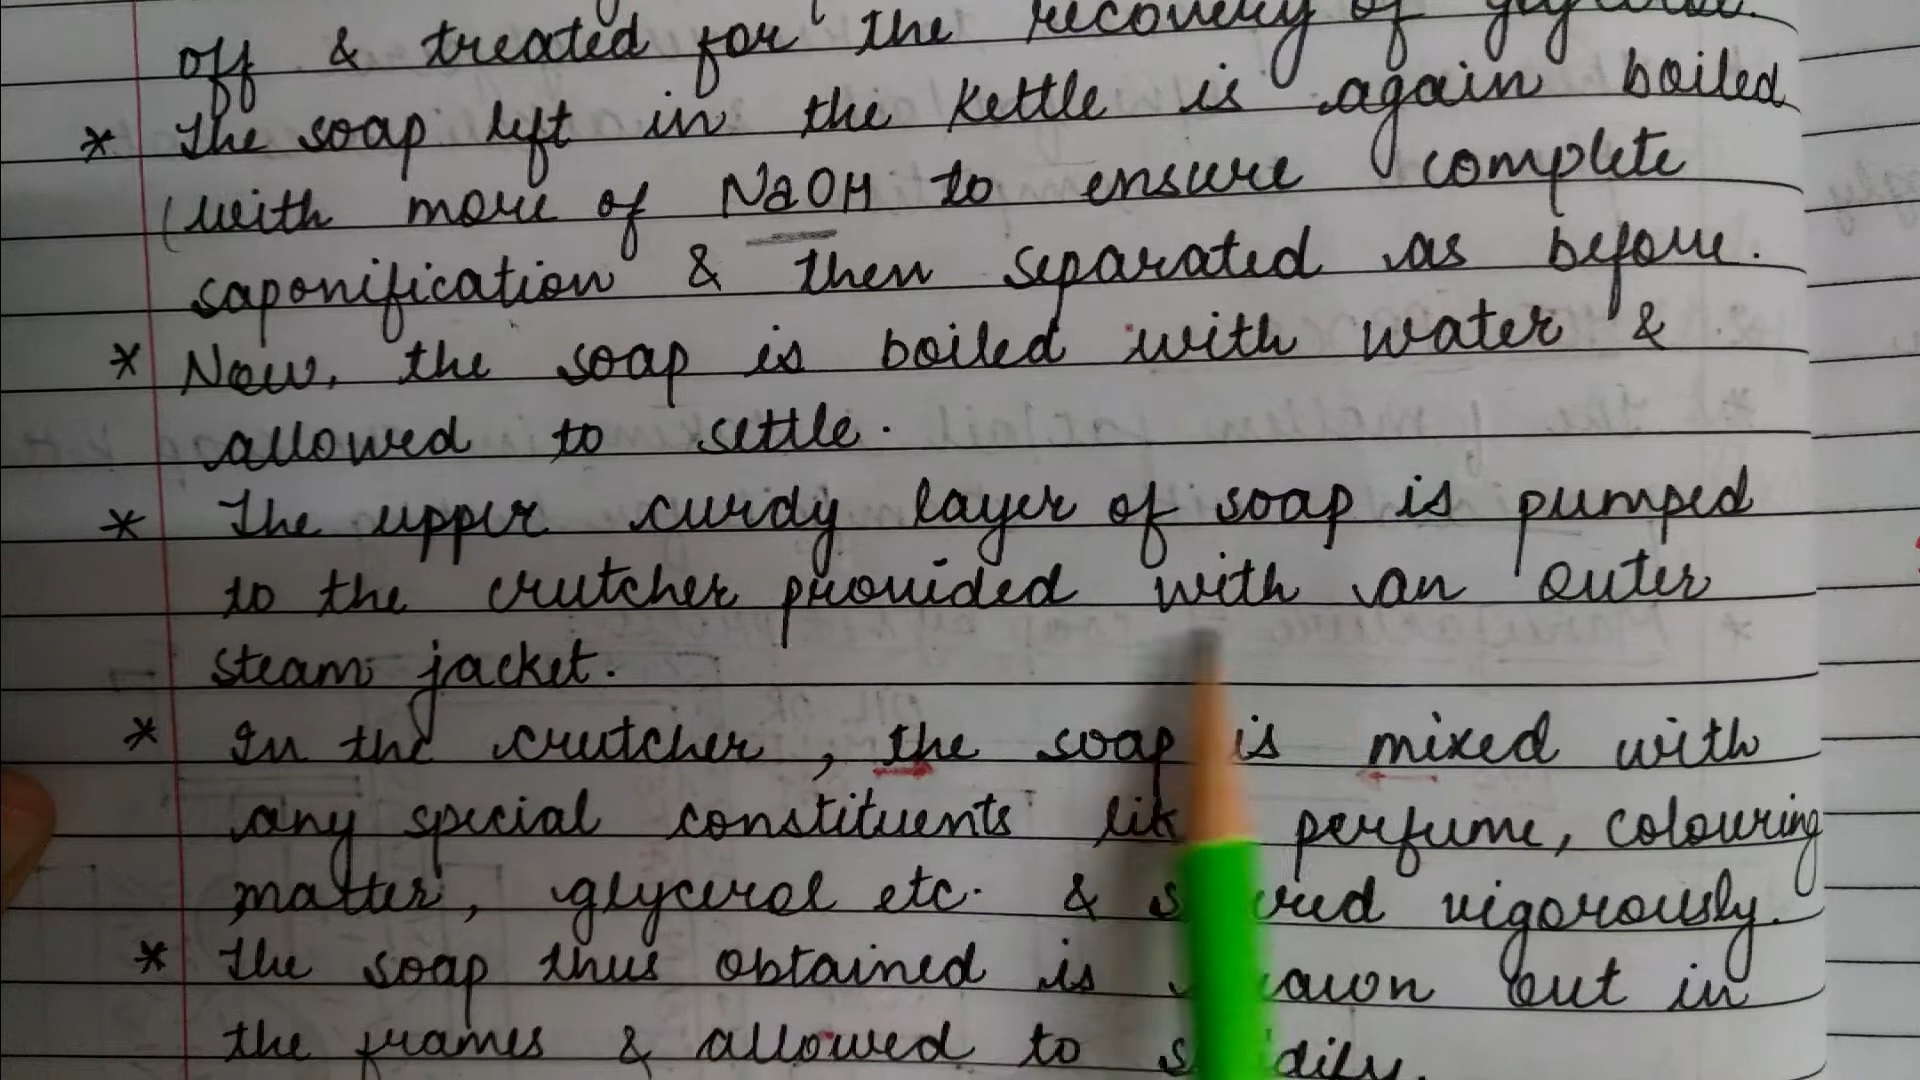 off & treated for the recovery of
* The soap left in the kettle is again boiled
(with more of NaOH to ensure complete
saponification & then separated as before.
* Now, the soap is boiled with water &
allowed to settle.
* The upper curdy layer of soap is pumped
to the crutcher provided with an outer
steam jacket.
* In the crutcher, the soap is mixed with
any special constituents lik perfume, colouring
matter, glycerol etc. & vigorously.
* the soap thus obtained is out in
the frames & allowed to